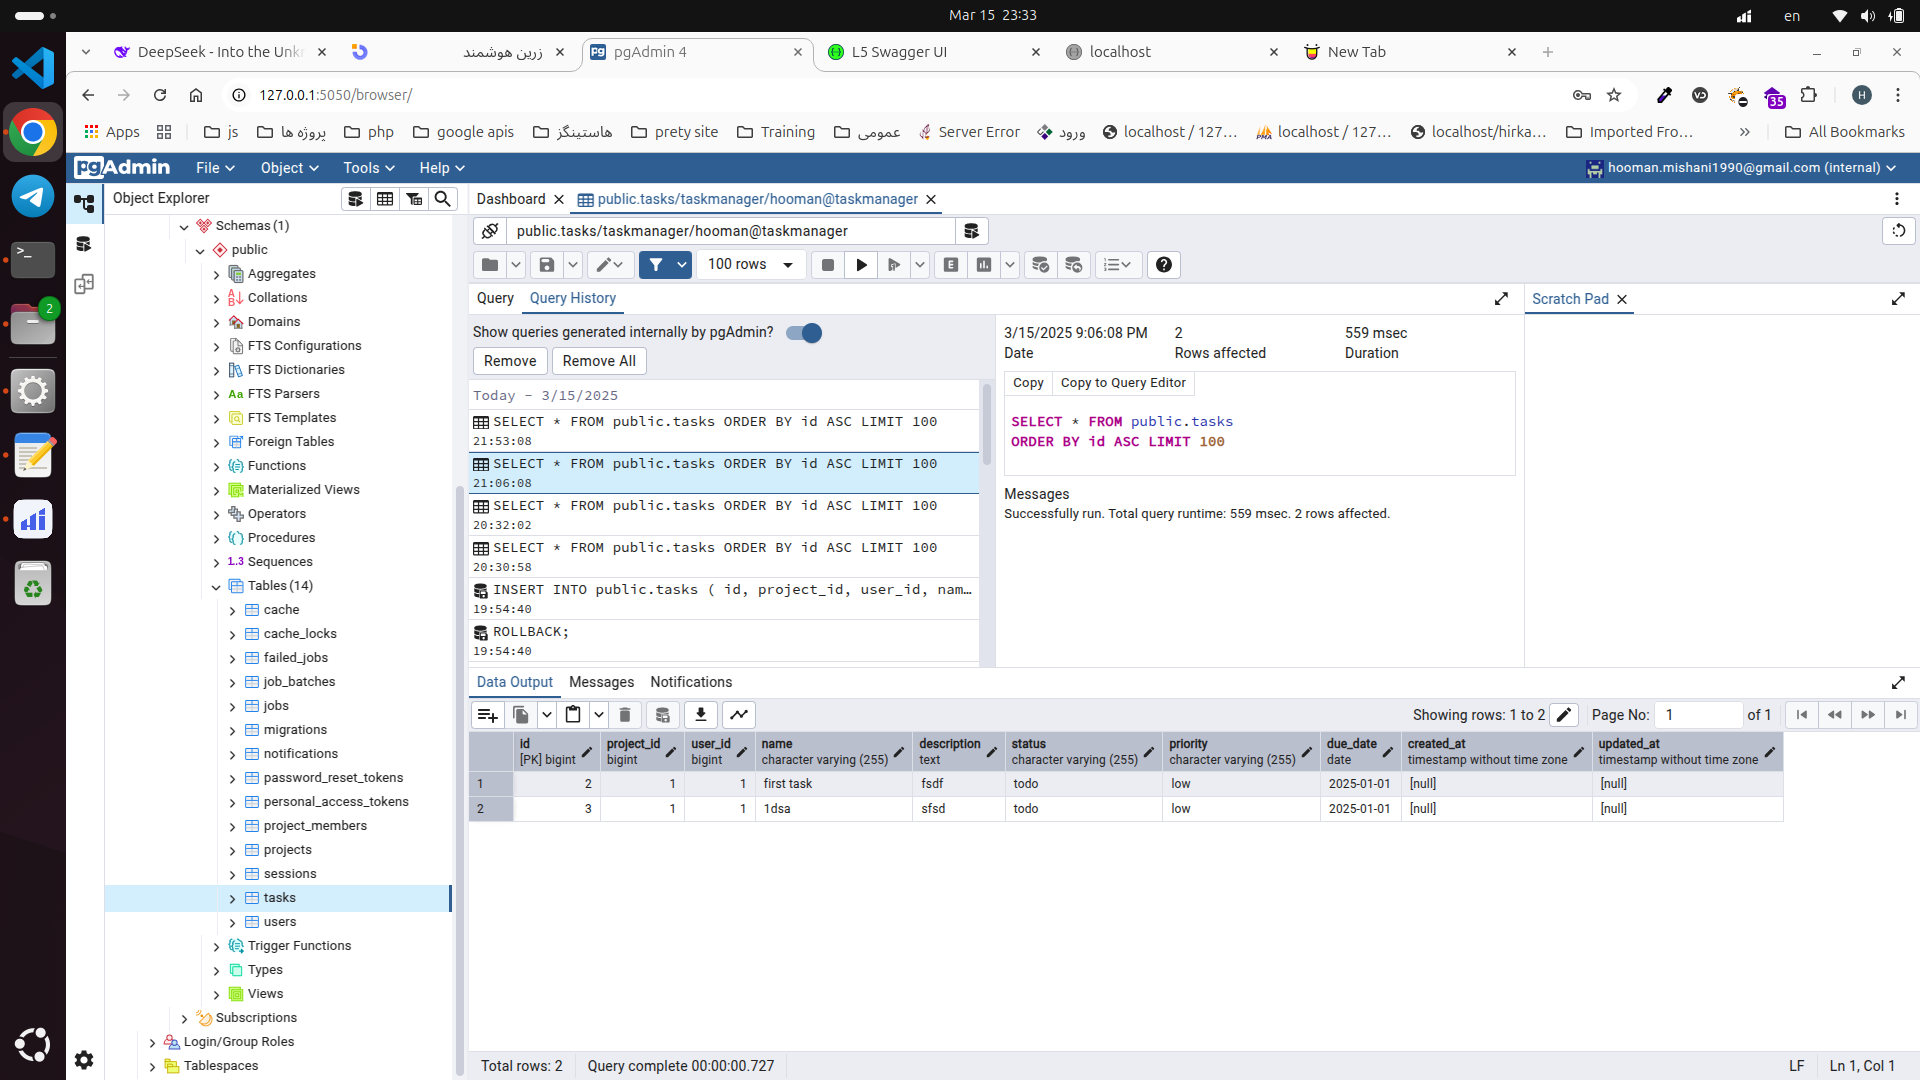 Mar 15 23:33
en
DeepSeek - Into the Unkn
زرین هوشمند
pgAdmin 4
L5 Swagger UI
localhost
New Tab
127.0.0.1:5050/browser/
35
H
Apps
js
پروژه ها
php
google apis
هاستینگز
prety site
Training
عمومی
Server Error
ورود
localhost / 127…
localhost / 127…
localhost/hirka…
Imported Fro…
All Bookmarks
pgAdmin
File
Object
Tools
Help
hooman.mishani1990@gmail.com (internal)
Object Explorer
Dashboard
public.tasks/taskmanager/hooman@taskmanager
public.tasks/taskmanager/hooman@taskmanager
100 rows
E
2
Schemas (1)
public
Aggregates
Collations
Domains
FTS Configurations
FTS Dictionaries
Aa FTS Parsers
FTS Templates
Foreign Tables
Functions
Materialized Views
Operators
Procedures
1..3 Sequences
Tables (14)
cache
cache_locks
failed_jobs
job_batches
jobs
migrations
notifications
password_reset_tokens
personal_access_tokens
project_members
projects
sessions
tasks
users
Trigger Functions
Types
Views
Subscriptions
Login/Group Roles
Tablespaces
Query
Query History
Show queries generated internally by pgAdmin?
Remove
Remove All
Today - 3/15/2025
SELECT * FROM public.tasks ORDER BY id ASC LIMIT 100
21:53:08
SELECT * FROM public.tasks ORDER BY id ASC LIMIT 100
21:06:08
SELECT * FROM public.tasks ORDER BY id ASC LIMIT 100
20:32:02
SELECT * FROM public.tasks ORDER BY id ASC LIMIT 100
20:30:58
INSERT INTO public.tasks ( id, project_id, user_id, nam…
19:54:40
ROLLBACK;
19:54:40
3/15/2025 9:06:08 PM
2
559 msec
Date
Rows affected
Duration
Copy
Copy to Query Editor
SELECT * FROM public.tasks
ORDER BY id ASC LIMIT 100
Messages
Successfully run. Total query runtime: 559 msec. 2 rows affected.
Scratch Pad
Data Output
Messages
Notifications
Showing rows: 1 to 2
Page No:
1
of 1
id
[PK] bigint
project_id
bigint
user_id
bigint
name
character varying (255)
description
text
status
character varying (255)
priority
character varying (255)
due_date
date
created_at
timestamp without time zone
updated_at
timestamp without time zone
1 2 1 1 first task fsdf todo low 2025-01-01 [null] [null]
2 3 1 1 1dsa sfsd todo low 2025-01-01 [null] [null]
Total rows: 2
Query complete 00:00:00.727
LF
Ln 1, Col 1